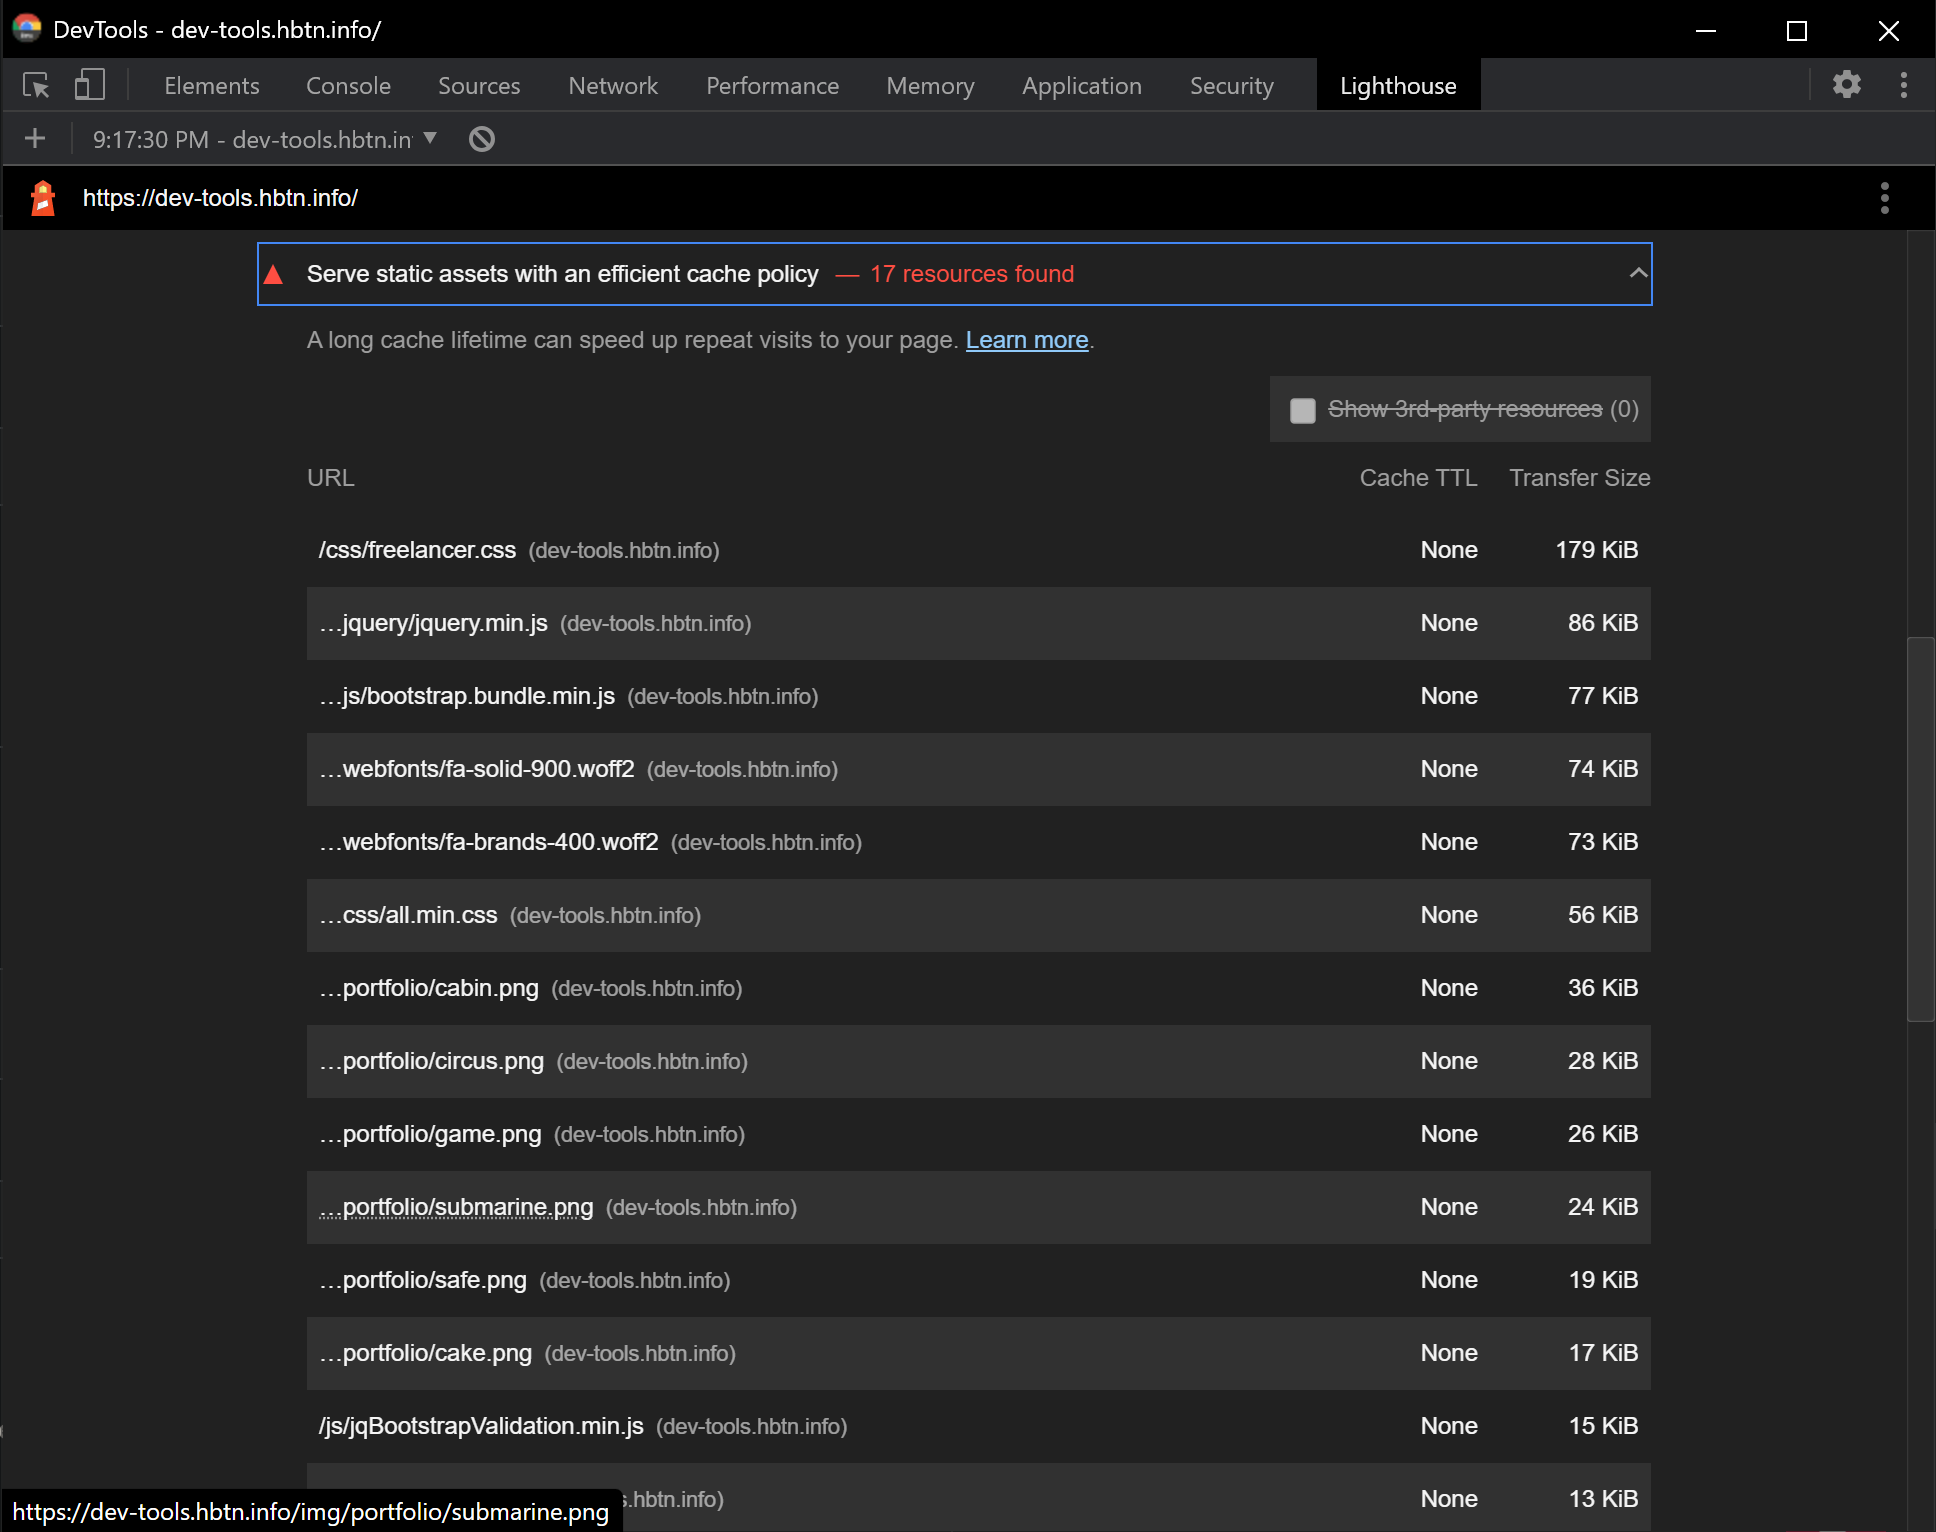 DevTools - dev-tools.hbtn.info/
Elements Console Sources Network Performance Memory Application Security Lighthouse
9:17:30 PM - dev-tools.hbtn.in
https://dev-tools.hbtn.info/
Serve static assets with an efficient cache policy — 17 resources found
A long cache lifetime can speed up repeat visits to your page. Learn more.
Show 3rd-party resources (0)
URL Cache TTL Transfer Size
/css/freelancer.css (dev-tools.hbtn.info) None 179 KiB
…jquery/jquery.min.js (dev-tools.hbtn.info) None 86 KiB
…js/bootstrap.bundle.min.js (dev-tools.hbtn.info) None 77 KiB
…webfonts/fa-solid-900.woff2 (dev-tools.hbtn.info) None 74 KiB
…webfonts/fa-brands-400.woff2 (dev-tools.hbtn.info) None 73 KiB
…css/all.min.css (dev-tools.hbtn.info) None 56 KiB
…portfolio/cabin.png (dev-tools.hbtn.info) None 36 KiB
…portfolio/circus.png (dev-tools.hbtn.info) None 28 KiB
…portfolio/game.png (dev-tools.hbtn.info) None 26 KiB
…portfolio/submarine.png (dev-tools.hbtn.info) None 24 KiB
…portfolio/safe.png (dev-tools.hbtn.info) None 19 KiB
…portfolio/cake.png (dev-tools.hbtn.info) None 17 KiB
/js/jqBootstrapValidation.min.js (dev-tools.hbtn.info) None 15 KiB
.hbtn.info) None 13 KiB
https://dev-tools.hbtn.info/img/portfolio/submarine.png